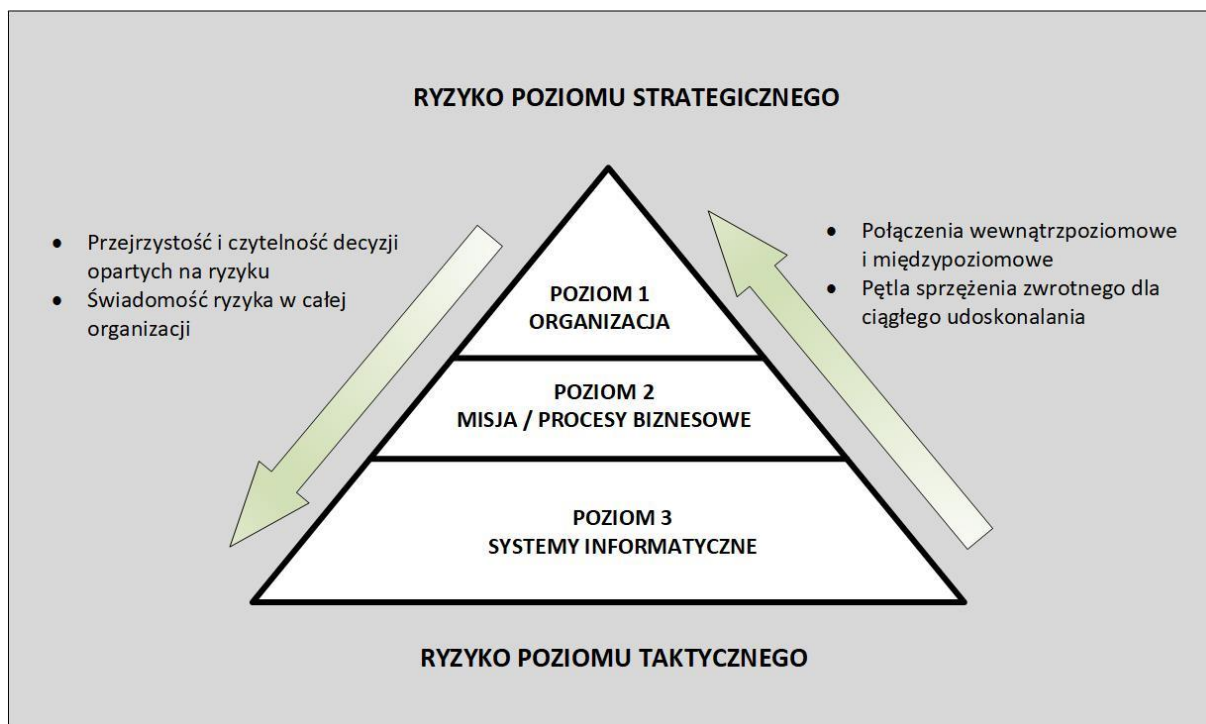 RYZYKO POZIOMU STRATEGICZNEGO
● Przejrzystość i czytelność decyzji
opartych na ryzyku
● Świadomość ryzyka w całej
organizacji
● Połączenia wewnątrzpoziomowe
i międzypoziomowe
● Pętla sprzężenia zwrotnego dla
ciągłego udoskonalania
POZIOM 1
ORGANIZACJA
POZIOM 2
MISJA / PROCESY BIZNESOWE
POZIOM 3
SYSTEMY INFORMATYCZNE
RYZYKO POZIOMU TAKTYCZNEGO